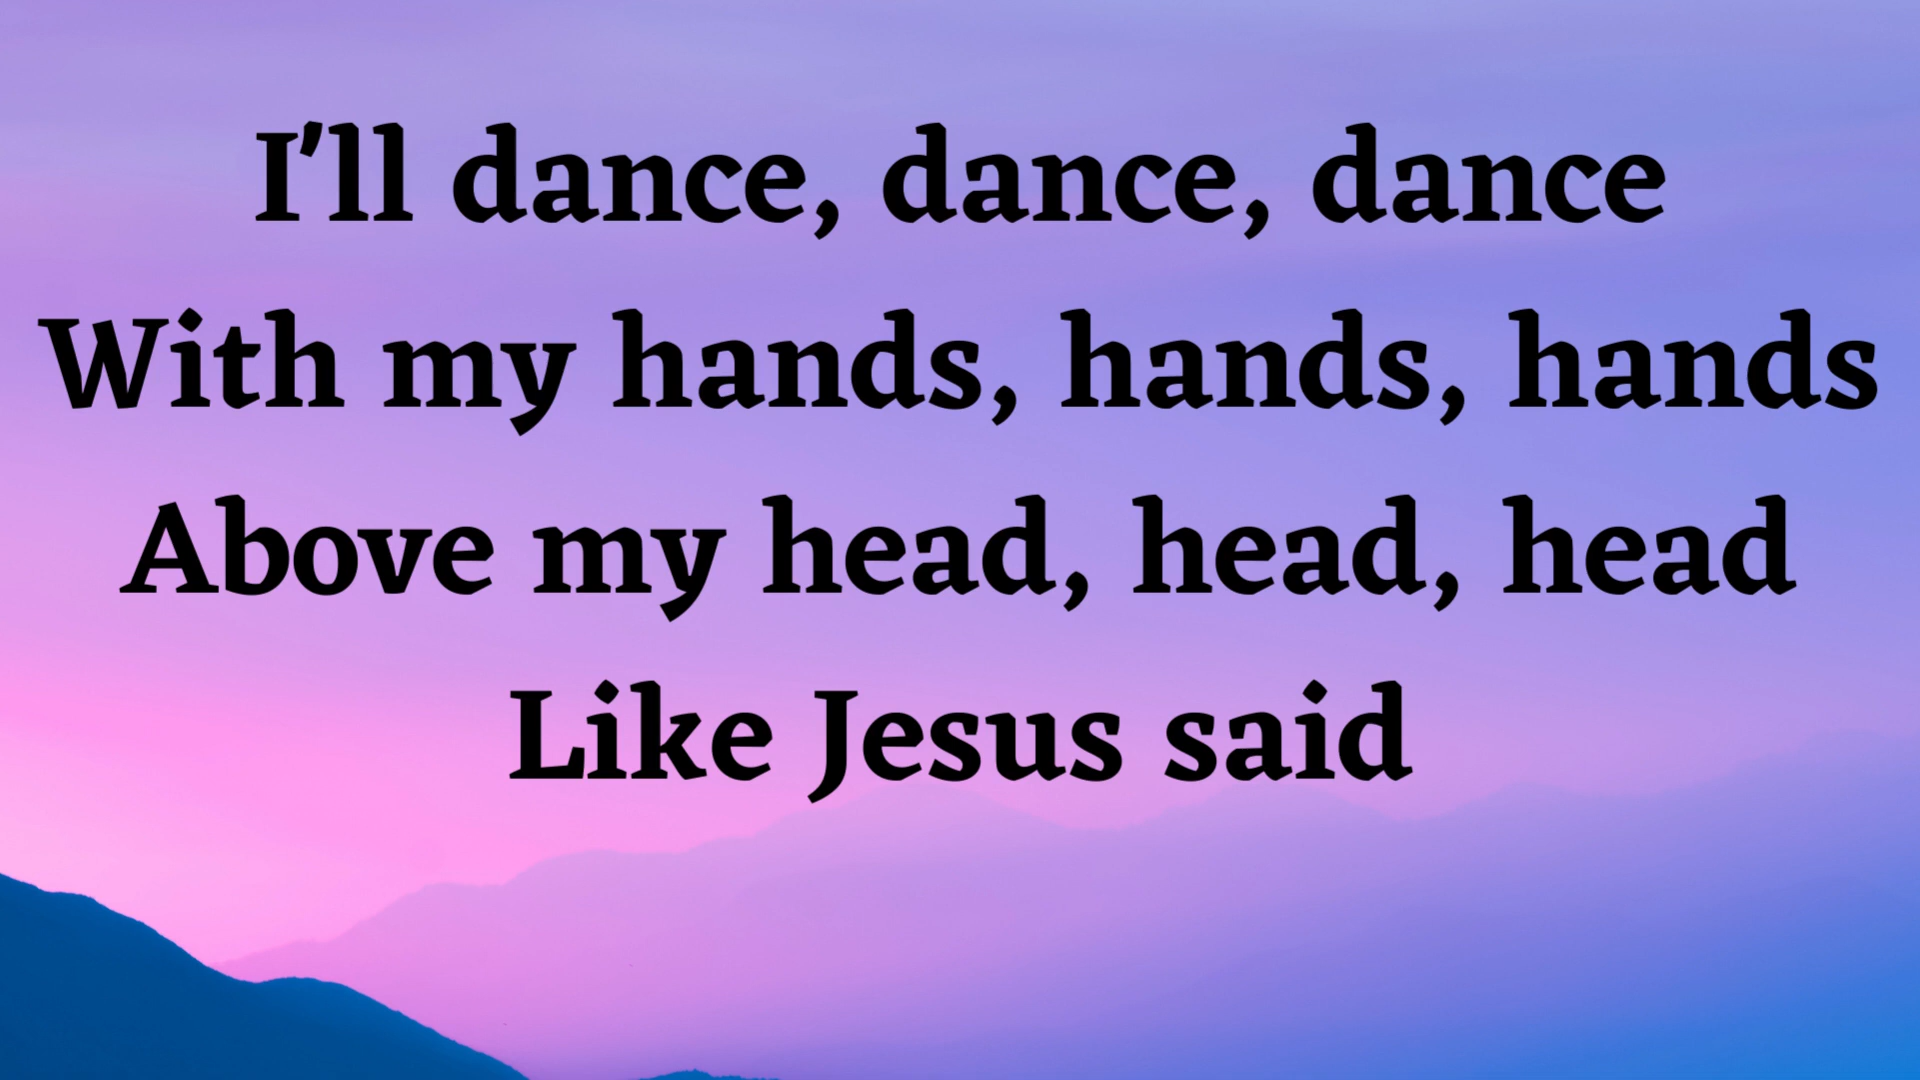 I'll dance, dance, dance
With my hands, hands, hands
Above my head, head, head
Like Jesus said